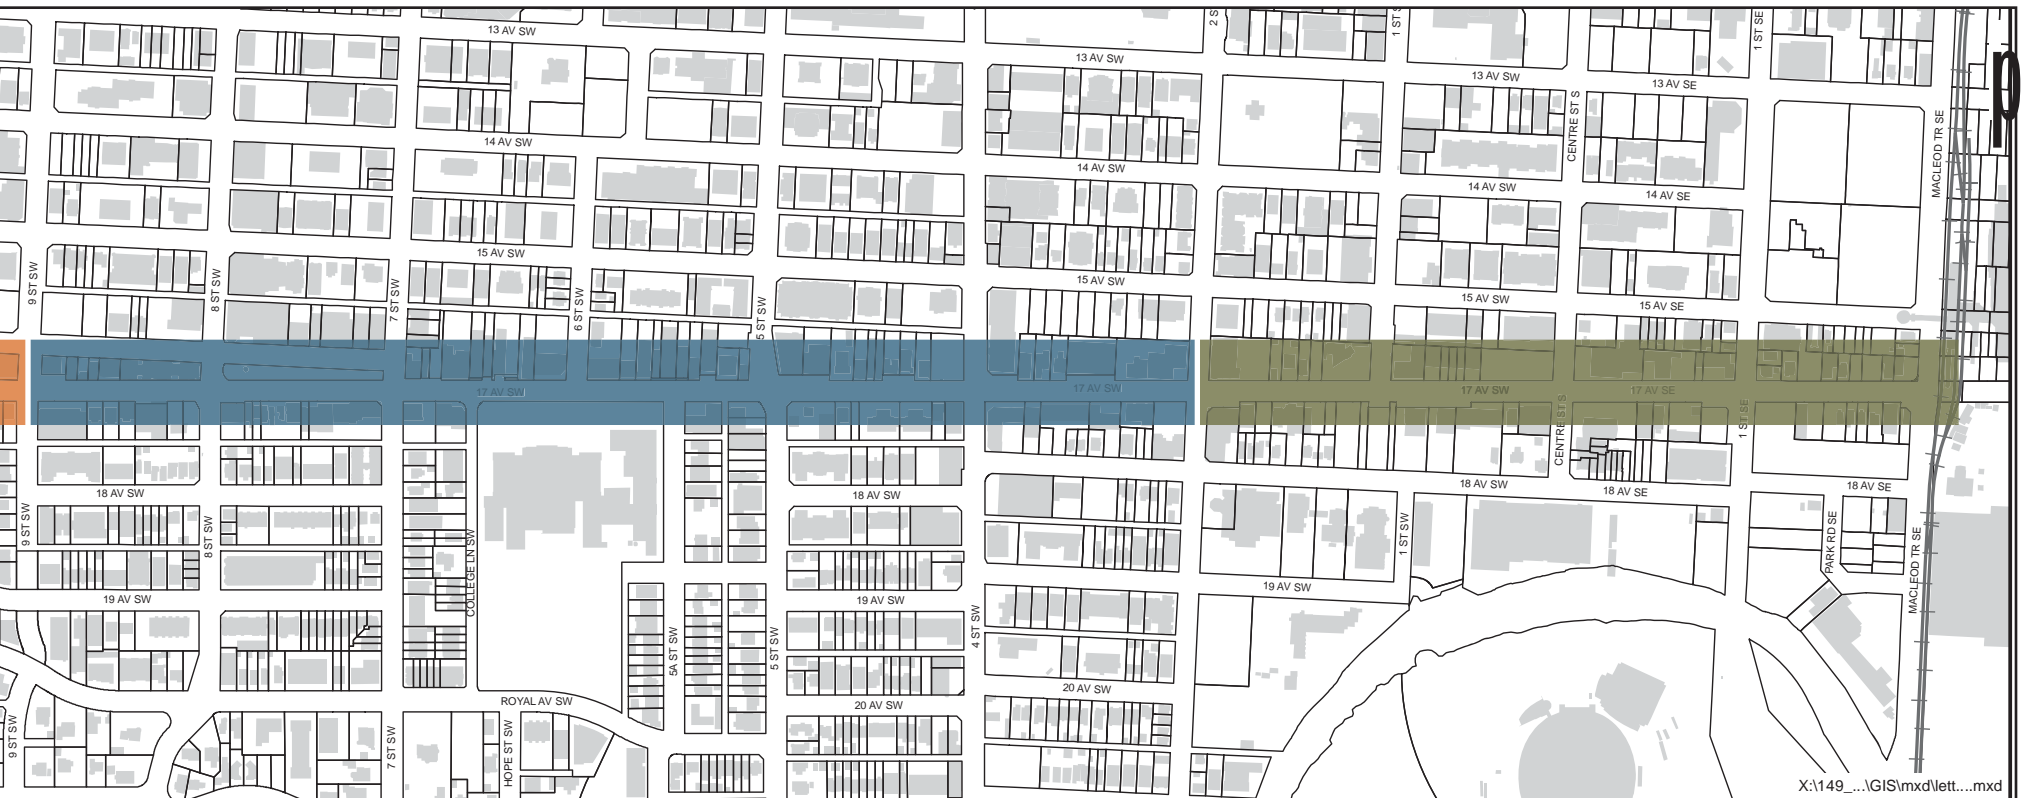 13 AV SW
13 AV SW
13 AV SW
13 AV SE
1 ST SE
CENTRE ST S
MACLEOD TR SE
p
14 AV SW
14 AV SW
14 AV SW
14 AV SE
15 AV SW
15 AV SW
15 AV SW
15 AV SE
9 ST SW
8 ST SW
7 ST SW
6 ST SW
5 ST SW
17 AV SW
17 AV SW
17 AV SW
17 AV SE
CENTRE ST S
1 ST SE
18 AV SW
18 AV SW
18 AV SW
18 AV SE
18 AV SE
9 ST SW
8 ST SW
COLLEGE LN SW
1 ST SW
PARK RD SE
MACLEOD TR SE
19 AV SW
19 AV SW
19 AV SW
5A ST SW
5 ST SW
4 ST SW
20 AV SW
20 AV SW
ROYAL AV SW
9 ST SW
7 ST SW
HOPE ST SW
X:\149_...\GIS\mxd\lett....mxd